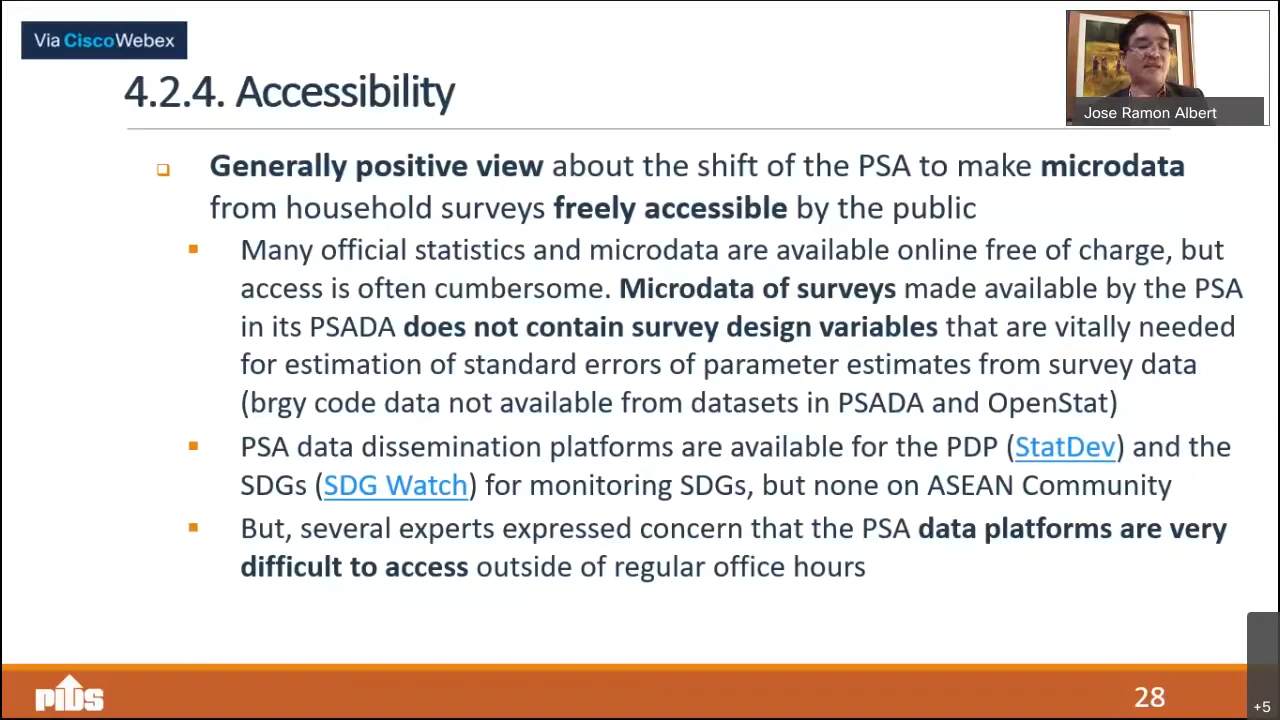 Via CiscoWebex
4.2.4. Accessibility
Jose Ramon Albert
❑ Generally positive view about the shift of the PSA to make microdata
from household surveys freely accessible by the public
▪ Many official statistics and microdata are available online free of charge, but
access is often cumbersome. Microdata of surveys made available by the PSA
in its PSADA does not contain survey design variables that are vitally needed
for estimation of standard errors of parameter estimates from survey data
(brgy code data not available from datasets in PSADA and OpenStat)
▪ PSA data dissemination platforms are available for the PDP (StatDev) and the
SDGs (SDG Watch) for monitoring SDGs, but none on ASEAN Community
▪ But, several experts expressed concern that the PSA data platforms are very
difficult to access outside of regular office hours
PIDS
28
+5